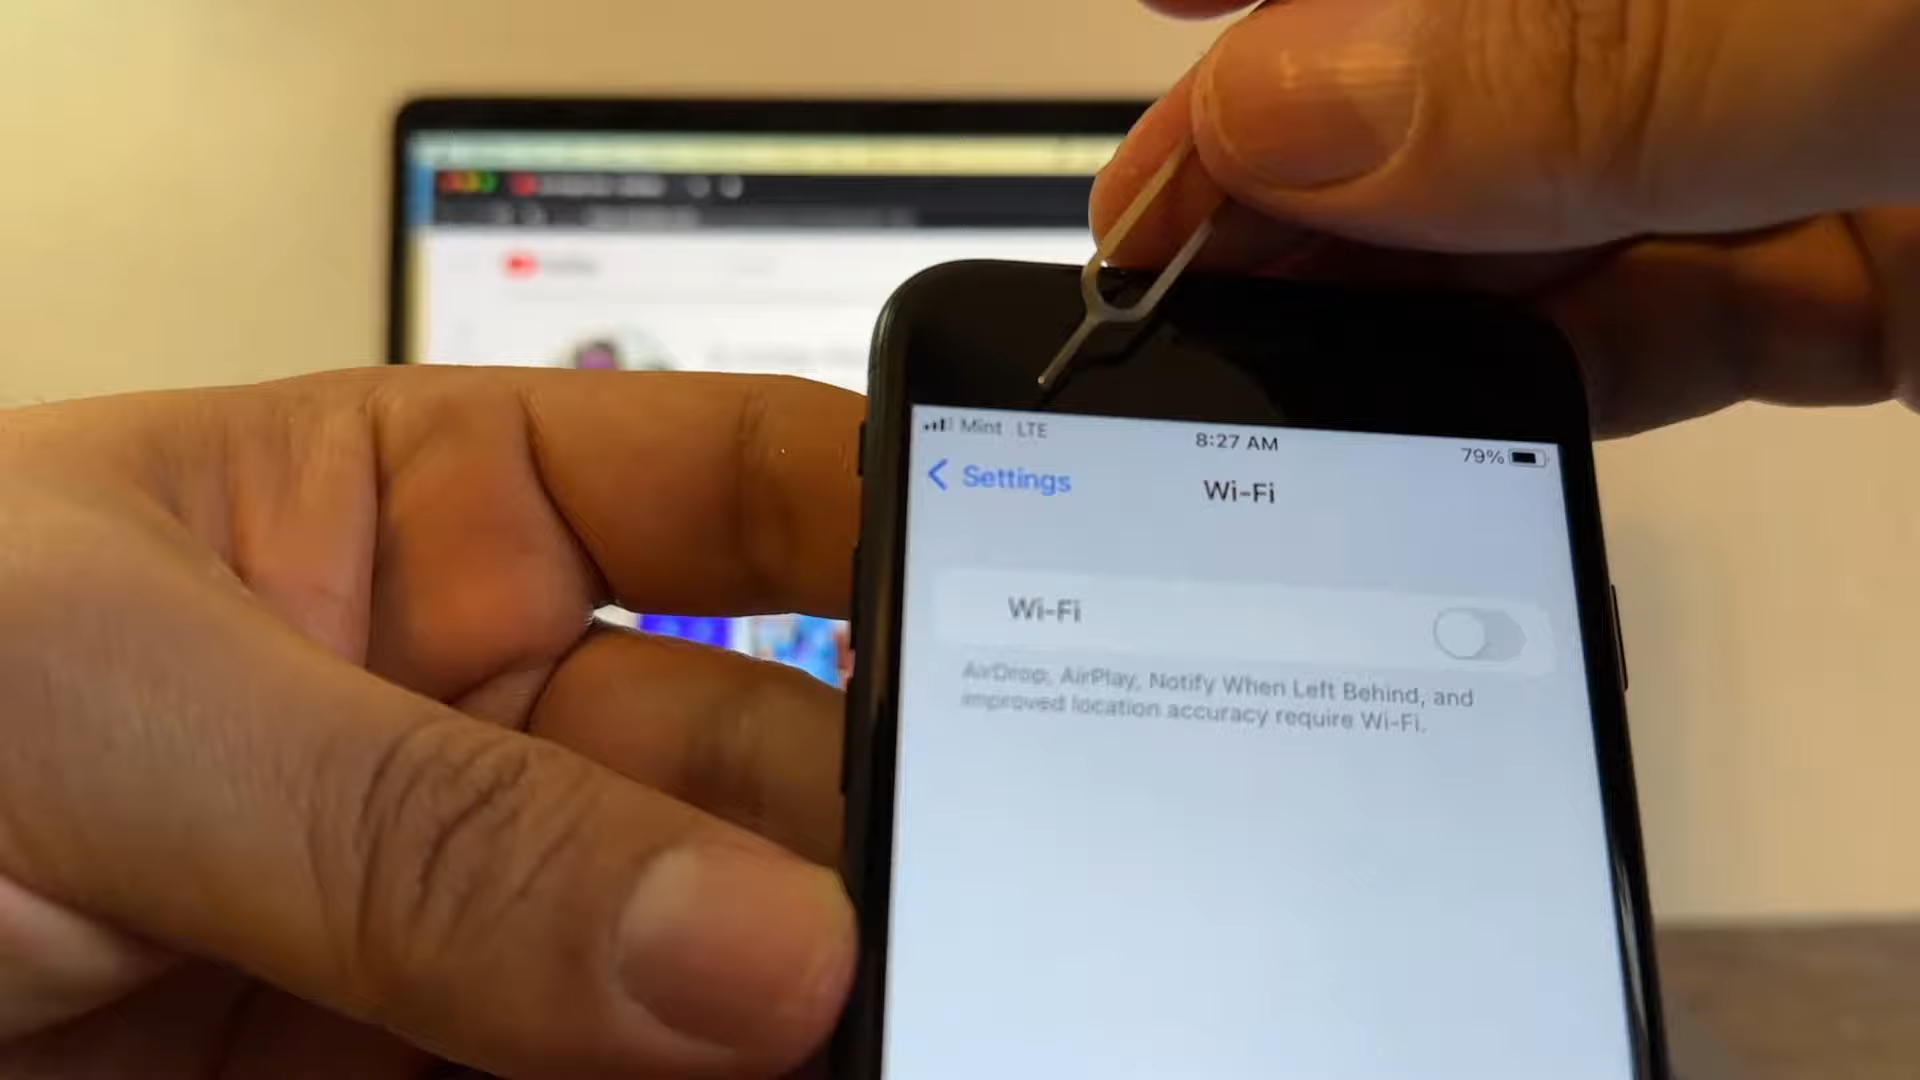 Mint LTE
8:27 AM
79%
Settings
Wi-Fi
Wi-Fi
AirDrop, AirPlay, Notify When Left Behind, and
improved location accuracy require Wi-Fi.